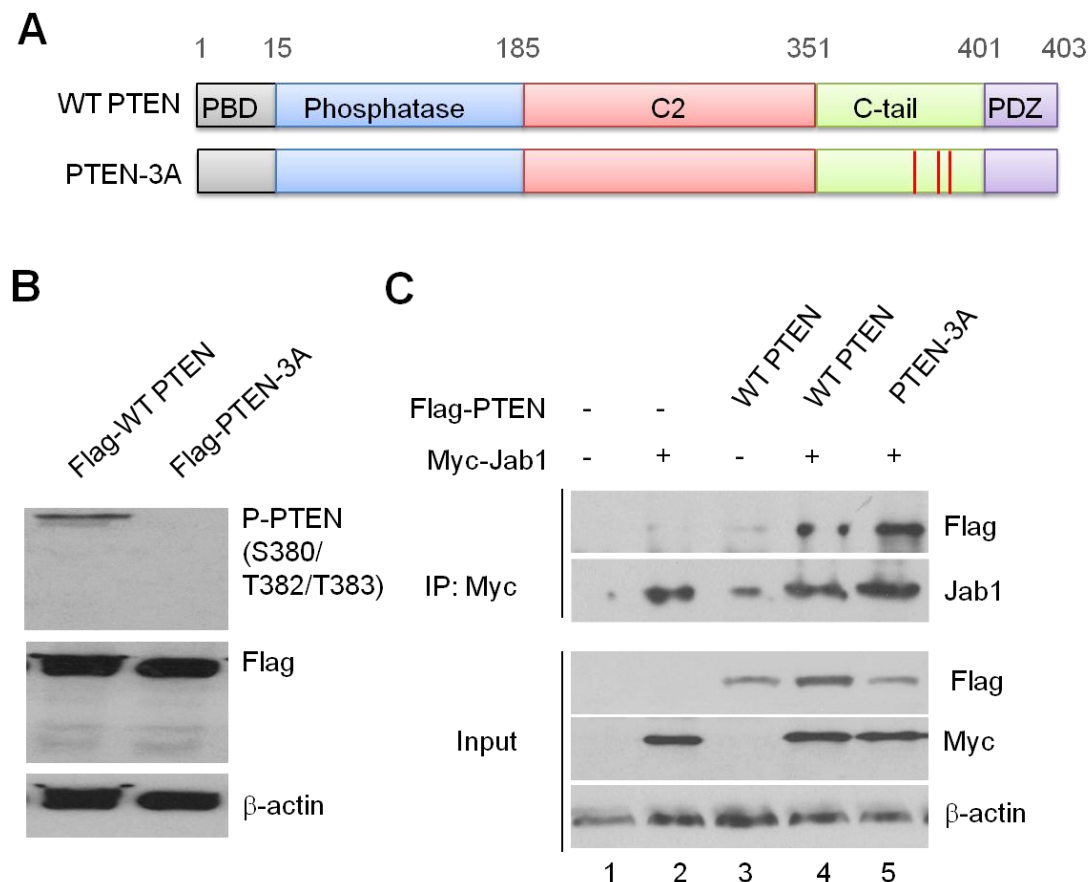 A
1 15 185 351 401 403
WT PTEN PBD Phosphatase C2 C-tail PDZ
PTEN-3A
B
Flag-WT PTEN
Flag-PTEN-3A
P-PTEN
(S380/
T382/T383)
Flag
β-actin
C
WT PTEN
WT PTEN
PTEN-3A
Flag-PTEN - -
Myc-Jab1 - + - + +
IP: Myc
Flag
Jab1
Input
Flag
Myc
β-actin
1 2 3 4 5